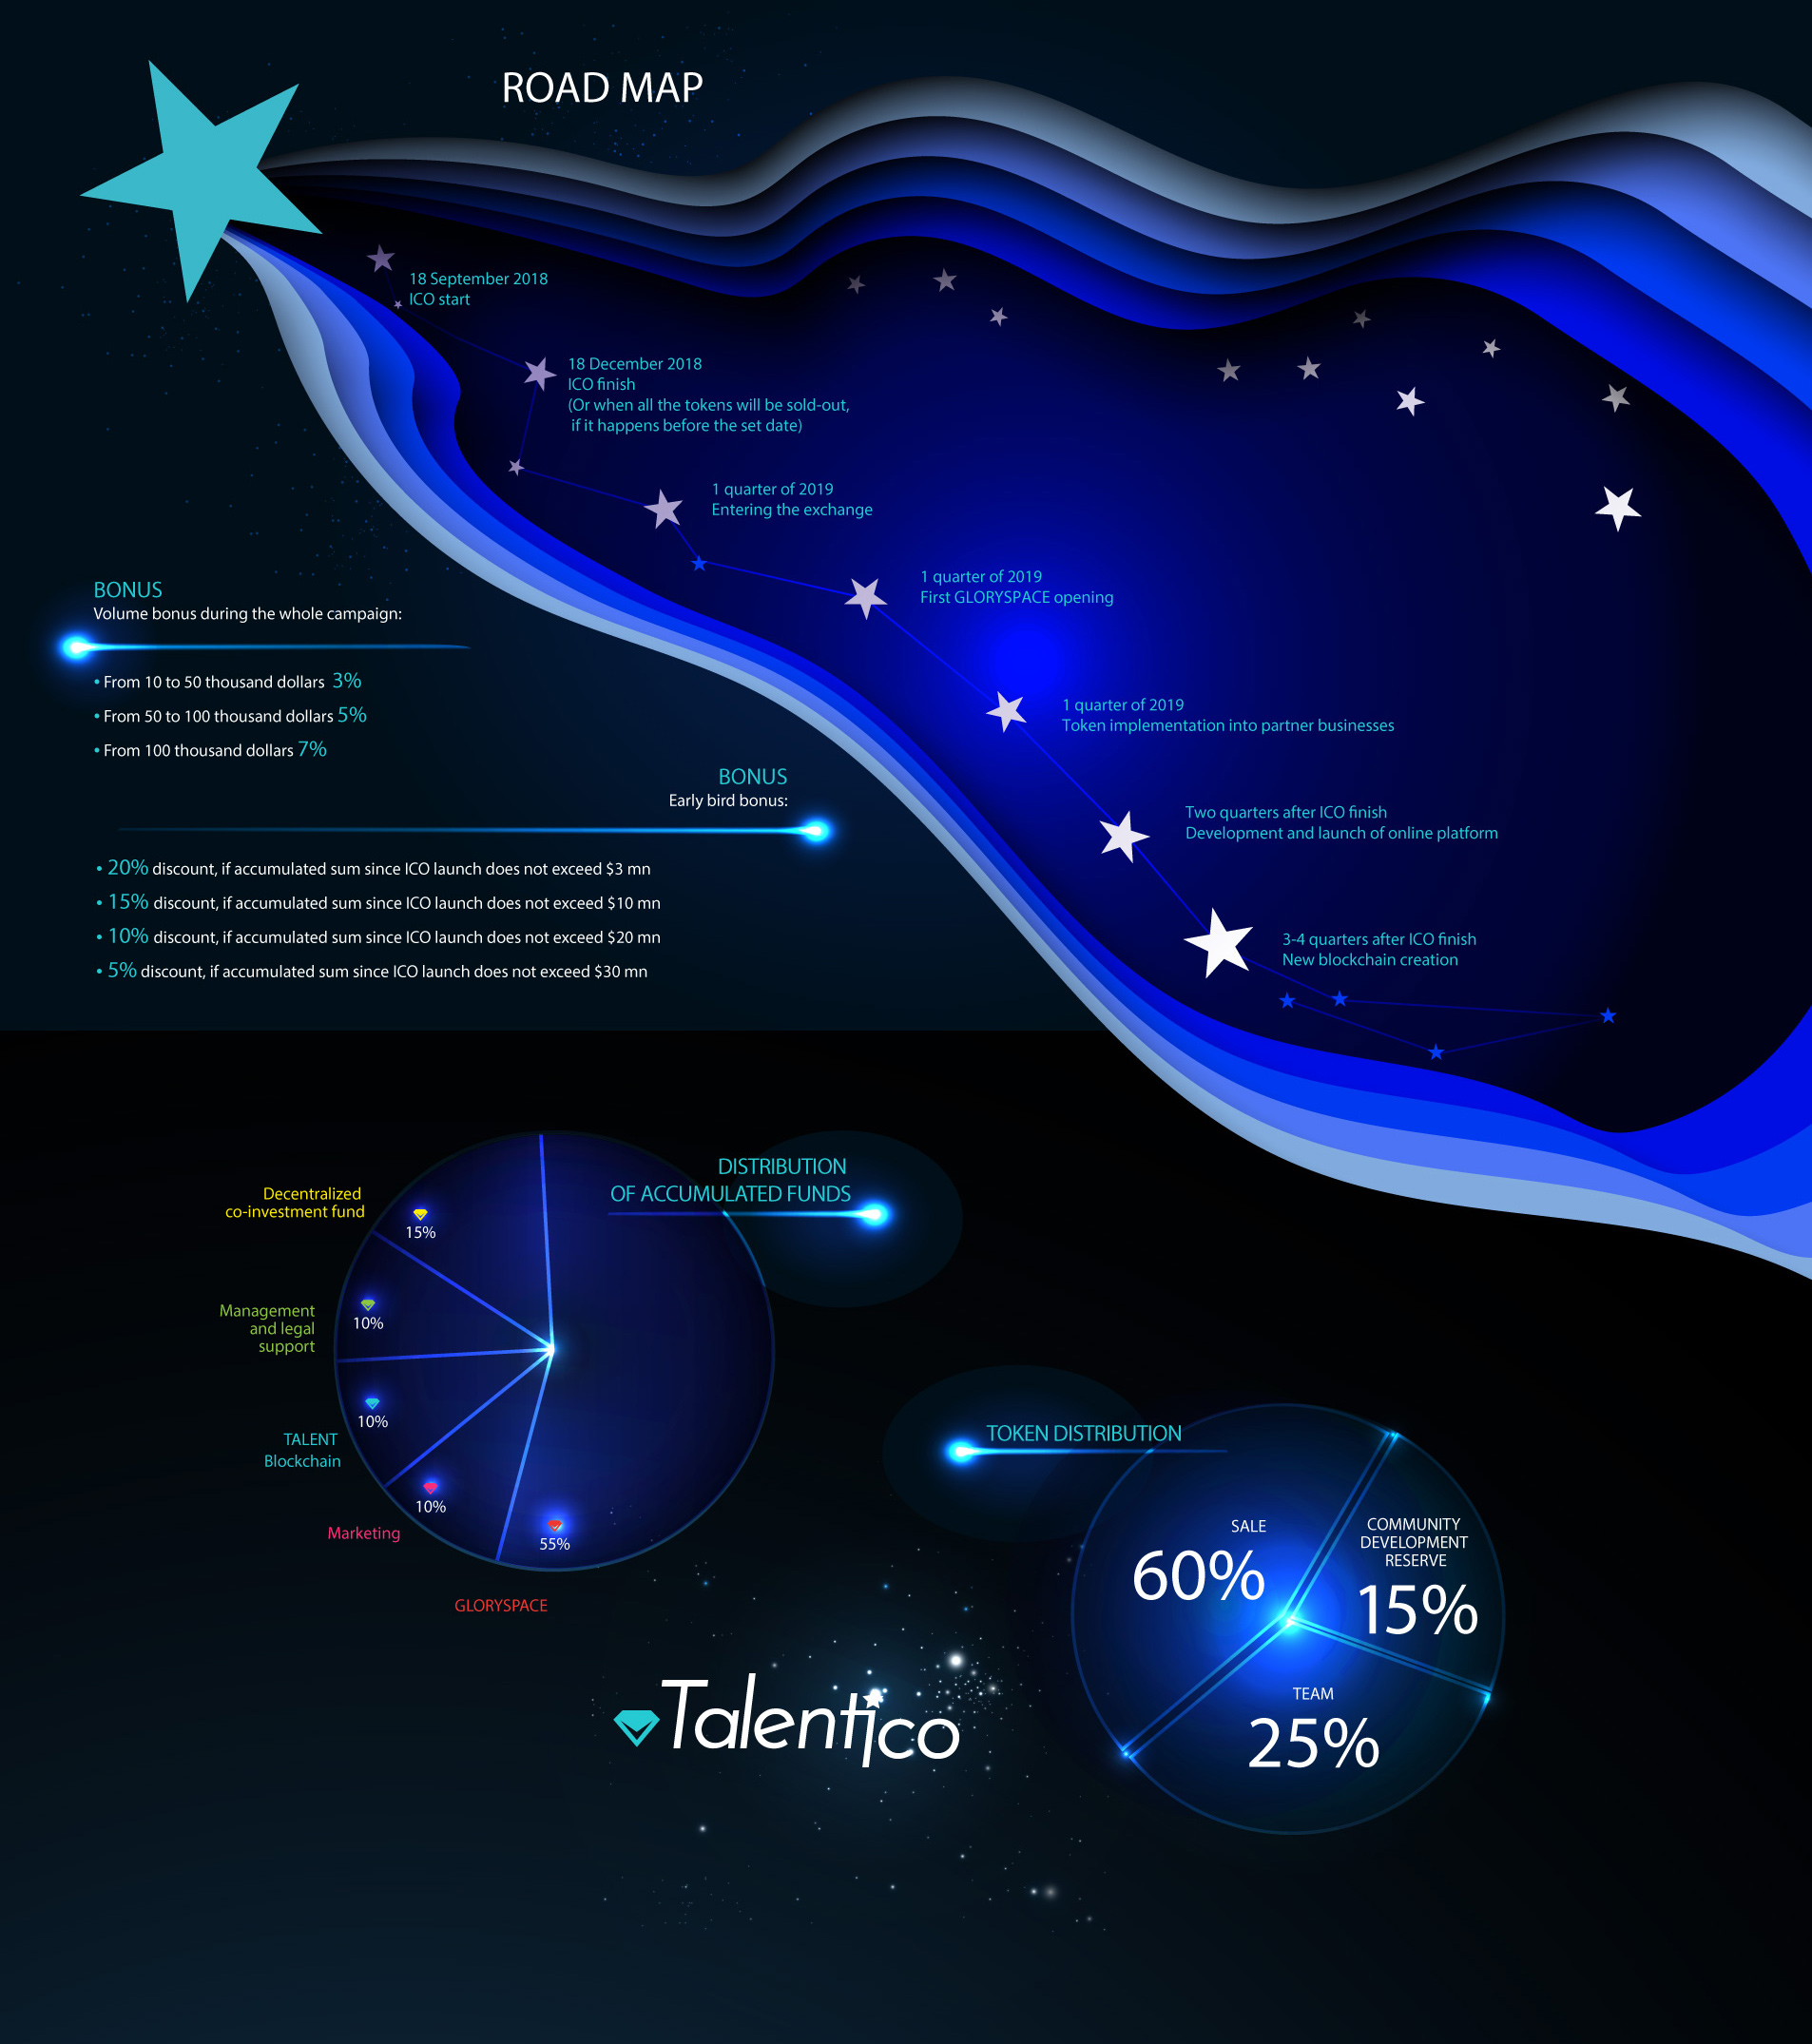 ROAD MAP
18 September 2018
ICO start
18 December 2018
ICO finish
(Or when all the tokens will be sold-out,
if it happens before the set date)
1 quarter of 2019
Entering the exchange
1 quarter of 2019
First GLORYSPACE opening
1 quarter of 2019
Token implementation into partner businesses
Two quarters after ICO finish
Development and launch of online platform
3-4 quarters after ICO finish
New blockchain creation
BONUS
Volume bonus during the whole campaign:
• From 10 to 50 thousand dollars 3%
• From 50 to 100 thousand dollars 5%
• From 100 thousand dollars 7%
BONUS
Early bird bonus:
• 20% discount, if accumulated sum since ICO launch does not exceed $3 mn
• 15% discount, if accumulated sum since ICO launch does not exceed $10 mn
• 10% discount, if accumulated sum since ICO launch does not exceed $20 mn
• 5% discount, if accumulated sum since ICO launch does not exceed $30 mn
DISTRIBUTION
OF ACCUMULATED FUNDS
Decentralized
co-investment fund
15%
Management
and legal
support
10%
TALENT
Blockchain
10%
Marketing
10%
GLORYSPACE
55%
TOKEN DISTRIBUTION
SALE
60%
COMMUNITY
DEVELOPMENT
RESERVE
15%
TEAM
25%
Talentico